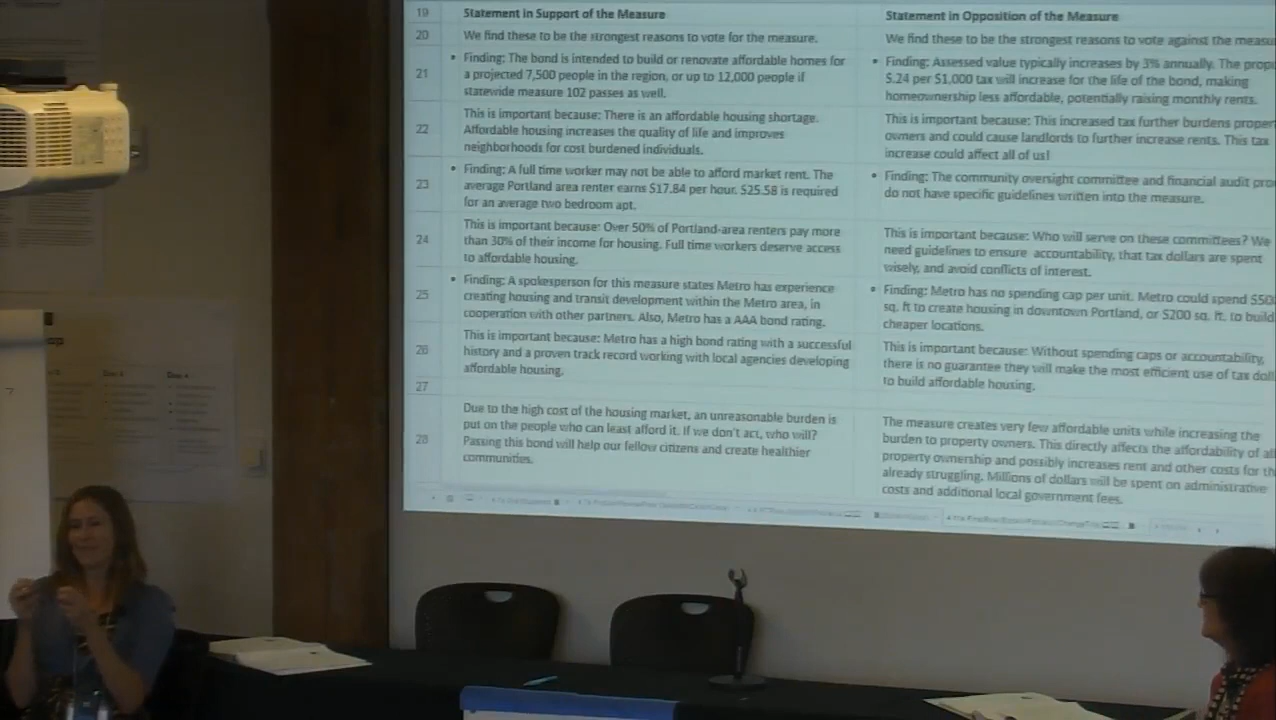 19 Statement in Support of the Measure
20 We find these to be the strongest reasons to vote for the measure.
21 • Finding: The bond is intended to build or renovate affordable homes for
a projected 7,500 people in the region, or up to 12,000 people if
statewide measure 102 passes as well.
22 This is important because: There is an affordable housing shortage.
Affordable housing increases the quality of life and improves
neighborhoods for cost burdened individuals.
23 • Finding: A full time worker may not be able to afford market rent. The
average Portland area renter earns $17.84 per hour. $25.58 is required
for an average two bedroom apt.
24 This is important because: Over 50% of Portland-area renters pay more
than 30% of their income for housing. Full time workers deserve access
to affordable housing.
25 • Finding: A spokesperson for this measure states Metro has experience
creating housing and transit development within the Metro area, in
cooperation with other partners. Also, Metro has a AAA bond rating.
26 This is important because: Metro has a high bond rating with a successful
history and a proven track record working with local agencies developing
affordable housing.
27
28 Due to the high cost of the housing market, an unreasonable burden is
put on the people who can least afford it. If we don't act, who will?
Passing this bond will help our fellow citizens and create healthier
communities.
Statement in Opposition of the Measure
We find these to be the strongest reasons to vote against the measu
• Finding: Assessed value typically increases by 3% annually. The prop
$.24 per $1,000 tax will increase for the life of the bond, making
homeownership less affordable, potentially raising monthly rents.
This is important because: This increased tax further burdens proper
owners and could cause landlords to further increase rents. This tax
increase could affect all of us!
• Finding: The community oversight committee and financial audit pro
do not have specific guidelines written into the measure.
This is important because: Who will serve on these committees? We
need guidelines to ensure accountability, that tax dollars are spent
wisely, and avoid conflicts of interest.
• Finding: Metro has no spending cap per unit. Metro could spend $50
sq. ft to create housing in downtown Portland, or $200 sq. ft. to build
cheaper locations.
This is important because: Without spending caps or accountability,
there is no guarantee they will make the most efficient use of tax doll
to build affordable housing.
The measure creates very few affordable units while increasing the
burden to property owners. This directly affects the affordability of all
property ownership and possibly increases rent and other costs for th
already struggling. Millions of dollars will be spent on administrative
costs and additional local government fees.